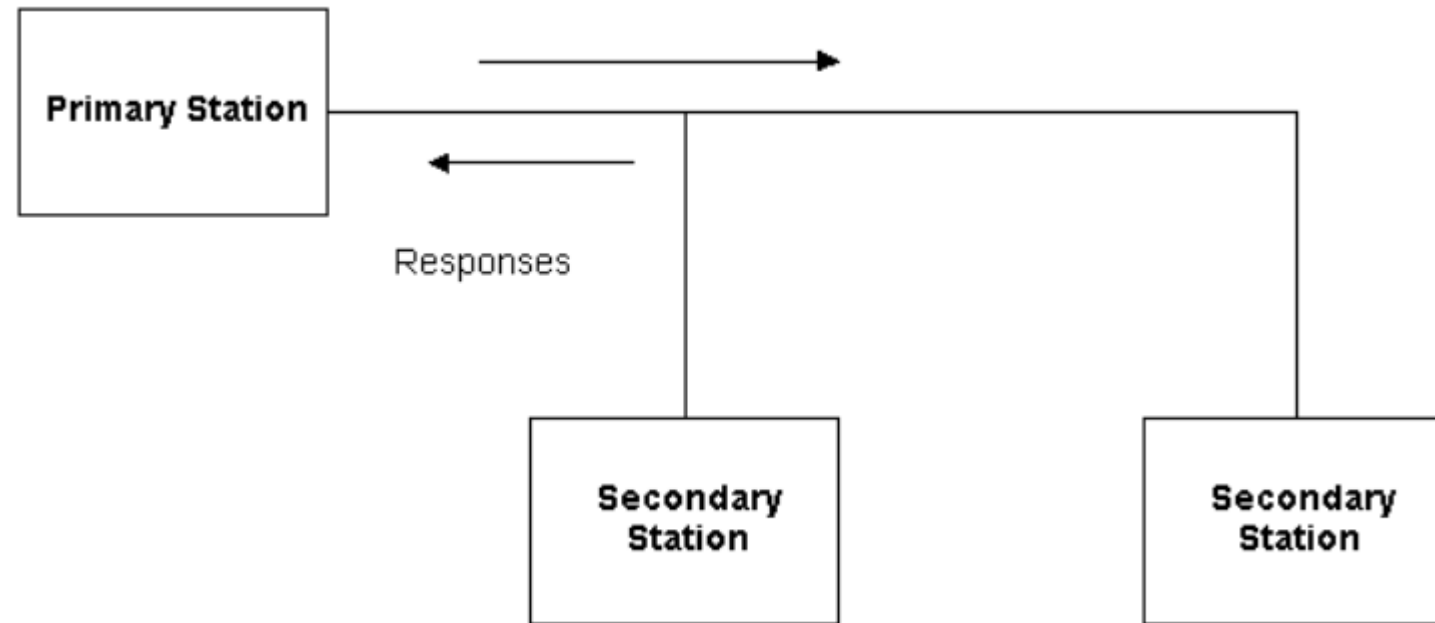 Primary Station
Responses
Secondary
Station
Secondary
Station